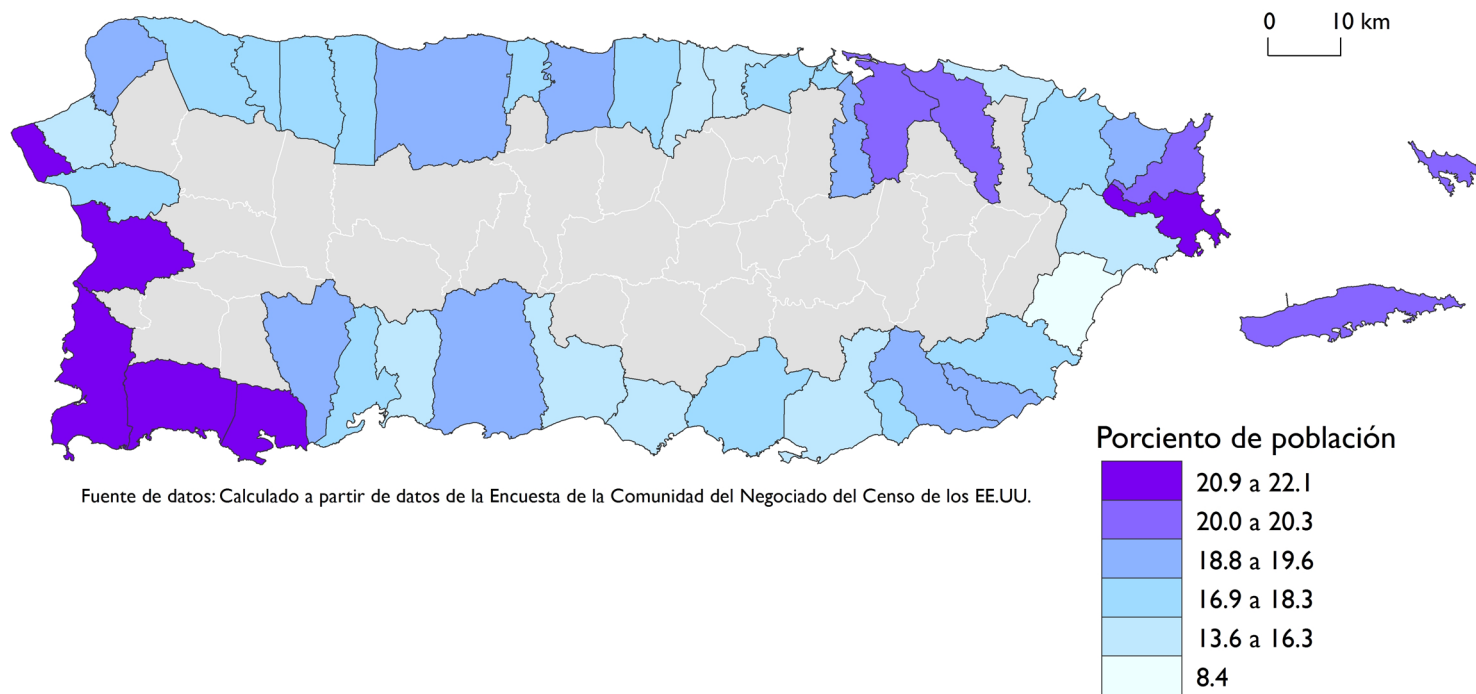 0 10 km
Porciento de población
20.9 a 22.1
20.0 a 20.3
18.8 a 19.6
16.9 a 18.3
13.6 a 16.3
8.4
Fuente de datos: Calculado a partir de datos de la Encuesta de la Comunidad del Negociado del Censo de los EE.UU.